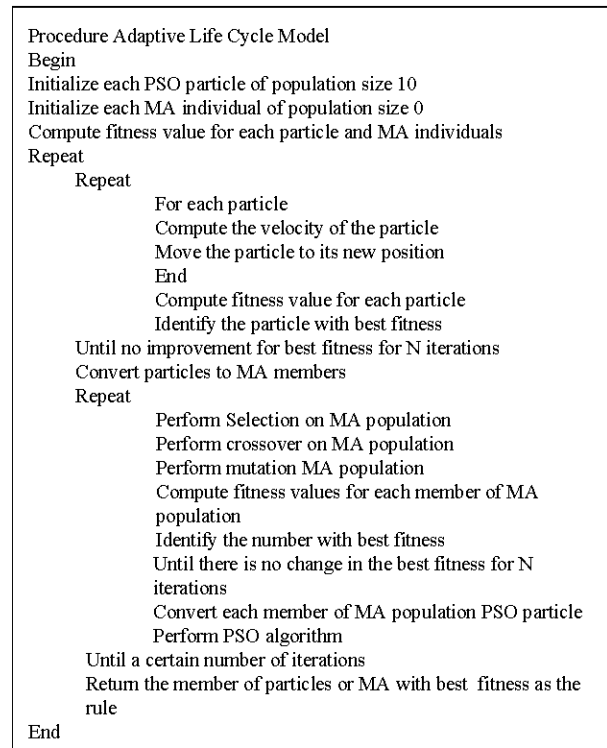 Procedure Adaptive Life Cycle Model
Begin
Initialize each PSO particle of population size 10
Initialize each MA individual of population size 0
Compute fitness value for each particle and MA individuals
Repeat
Repeat
For each particle
Compute the velocity of the particle
Move the particle to its new position
End
Compute fitness value for each particle
Identify the particle with best fitness
Until no improvement for best fitness for N iterations
Convert particles to MA members
Repeat
Perform Selection on MA population
Perform crossover on MA population
Perform mutation MA population
Compute fitness values for each member of MA
population
Identify the number with best fitness
Until there is no change in the best fitness for N
iterations
Convert each member of MA population PSO particle
Perform PSO algorithm
Until a certain number of iterations
Return the member of particles or MA with best fitness as the
rule
End